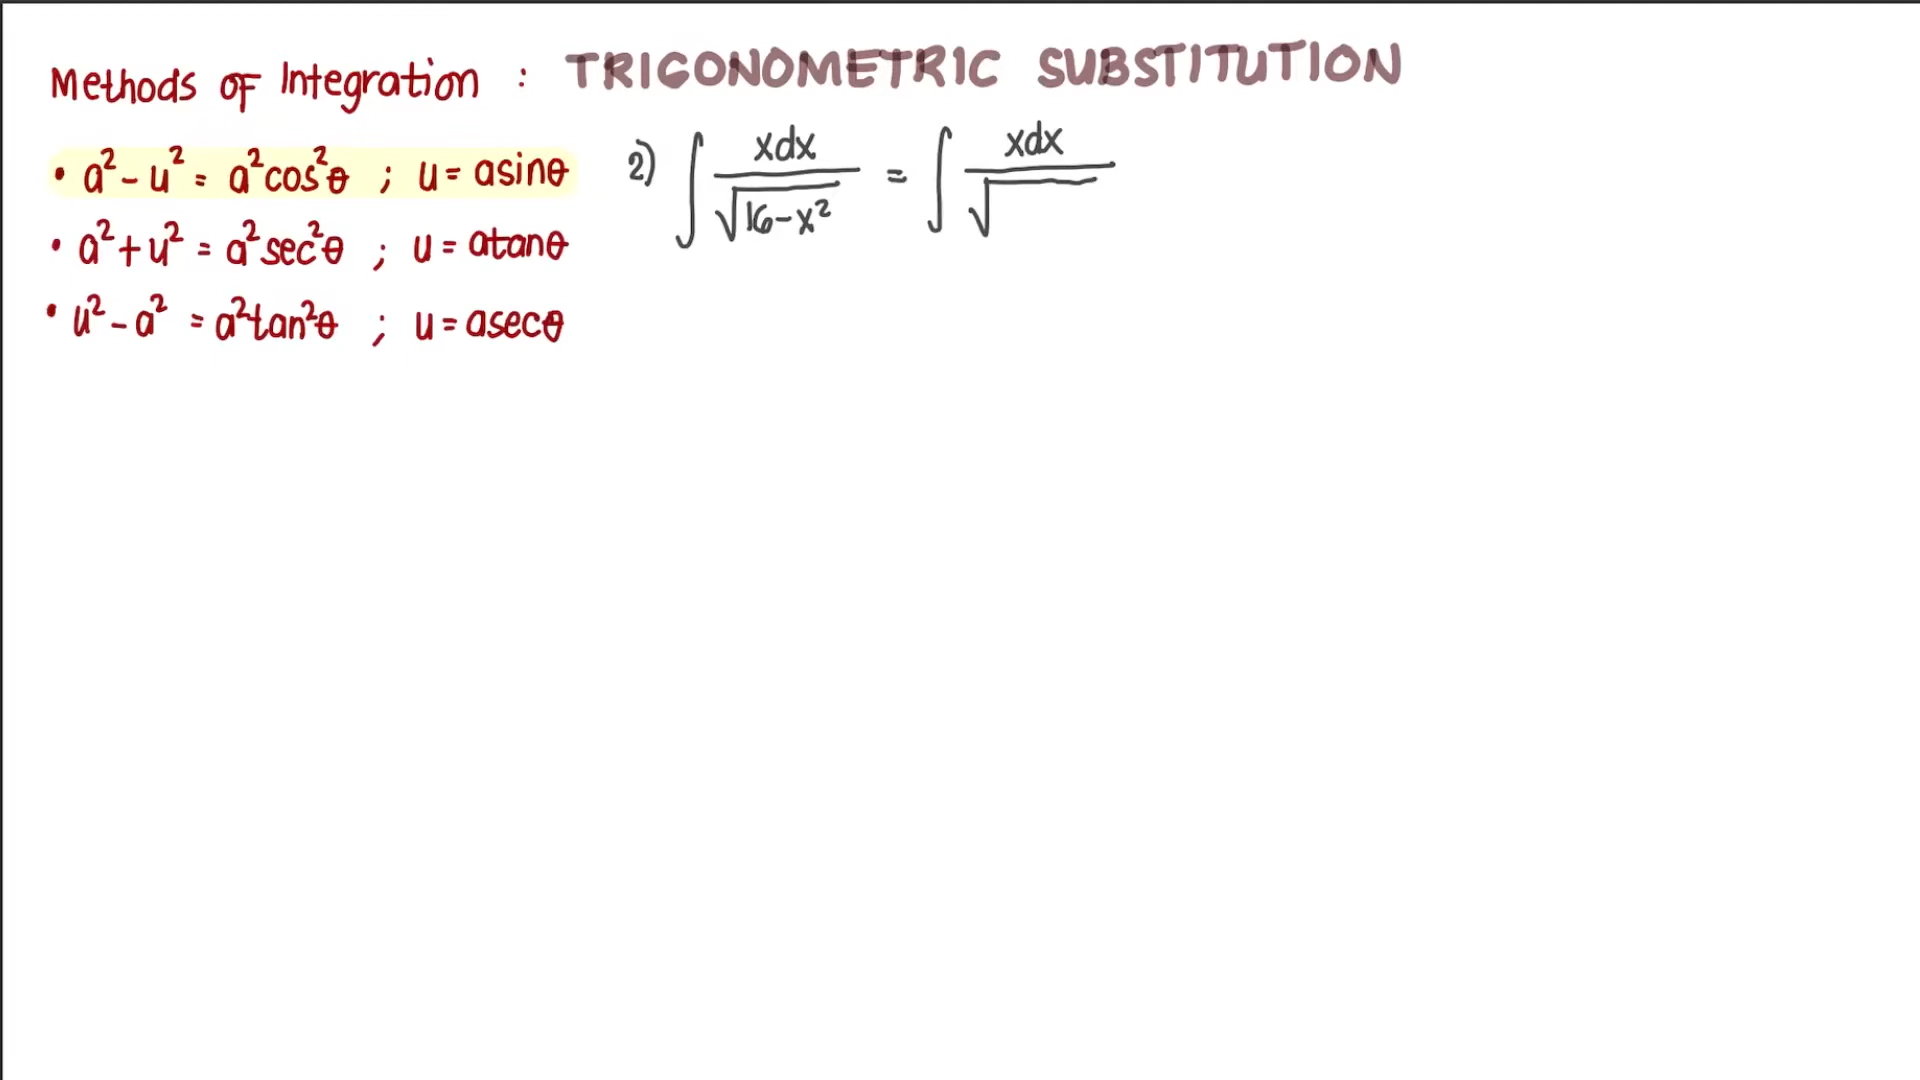 Methods of Integration : TRIGONOMETRIC SUBSTITUTION
• a² - u² = a²cos²θ ; u = asinθ
• a² + u² = a²sec²θ ; u = atanθ
• u² - a² = a²tan²θ ; u = asecθ
2) ∫ xdx / √(16-x²) = ∫ xdx / √